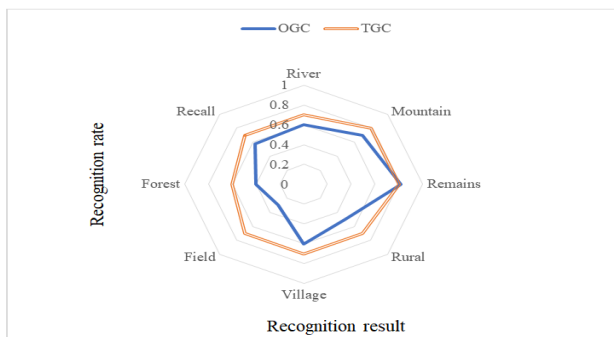 OGC TGC
River
Mountain
Remains
Rural
Village
Field
Forest
Recall
1
0.8
0.6
0.4
0.2
0
Recognition rate
Recognition result